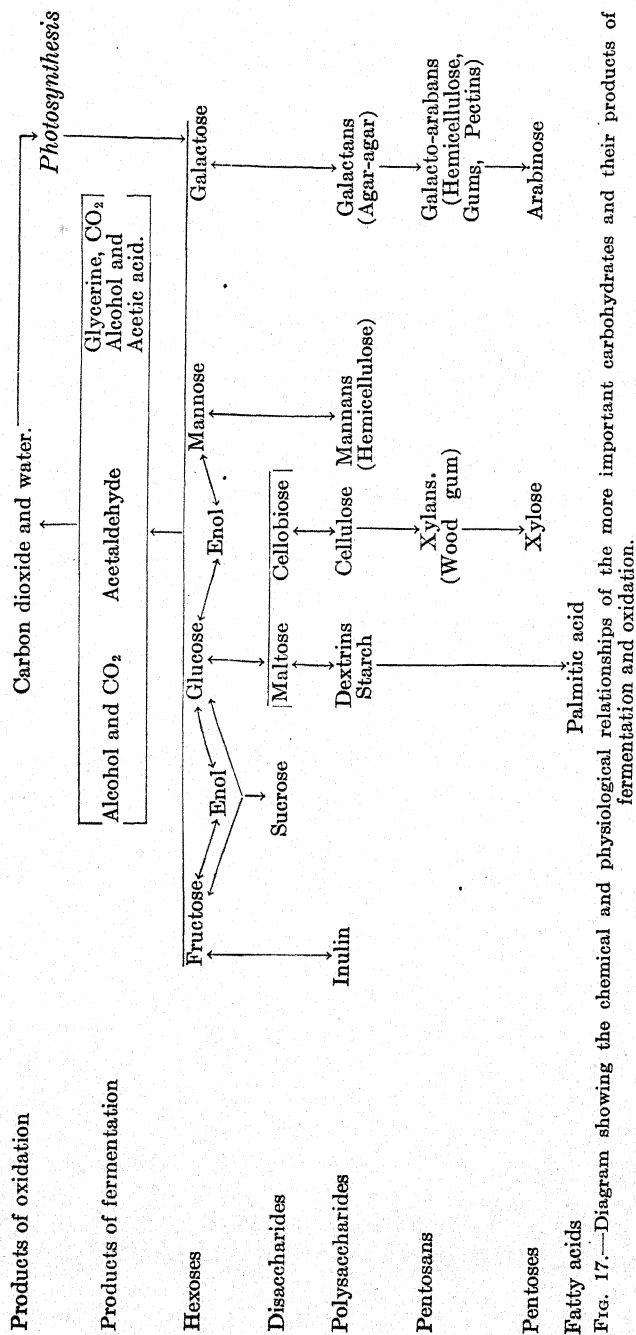 Products of oxidation
Carbon dioxide and water.
Photosynthesis
Products of fermentation
Alcohol and CO₂
Acetaldehyde
Glycerine, CO₂
Alcohol and
Acetic acid.
Hexoses
Fructose
Glucose
Mannose
Galactose
Enol
Enol
Disaccharides
Sucrose
Maltose
Cellobiose
Polysaccharides
Inulin
Dextrins
Starch
Cellulose
Mannans
(Hemicellulose)
Galactans
(Agar-agar)
Pentosans
Xylans.
(Wood gum)
Galacto-arabans
(Hemicellulose,
Gums, Pectins)
Pentoses
Xylose
Arabinose
Fatty acids
Palmitic acid
FIG. 17.—Diagram showing the chemical and physiological relationships of the more important carbohydrates and their products of
fermentation and oxidation.